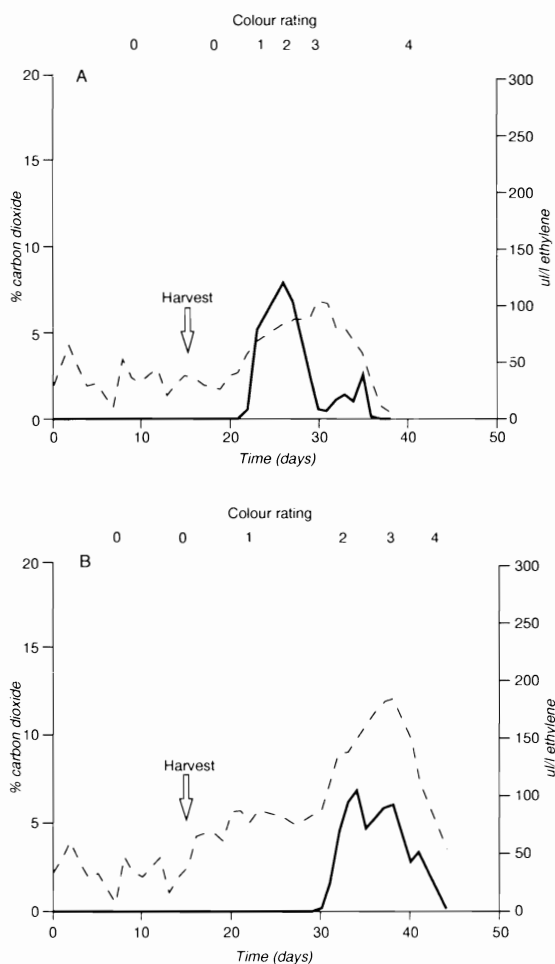 Colour rating
0 0 1 2 3 4
A
20
15
10
5
0
% carbon dioxide
300
250
200
150
100
50
0
ul/l ethylene
Harvest
0 10 20 30 40 50
Time (days)
Colour rating
0 0 1 2 3 4
B
20
15
10
5
0
% carbon dioxide
300
250
200
150
100
50
0
ul/l ethylene
Harvest
0 10 20 30 40 50
Time (days)